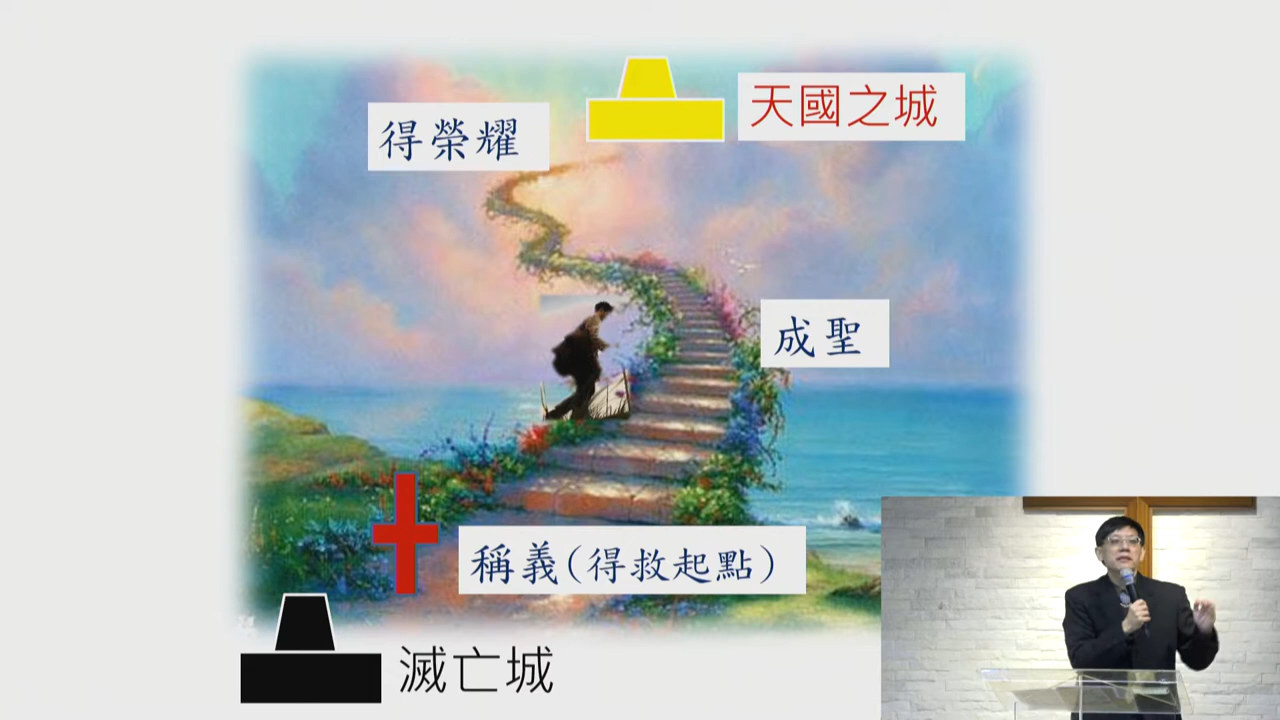 天國之城
得榮耀
成聖
稱義(得救起點)
滅亡城